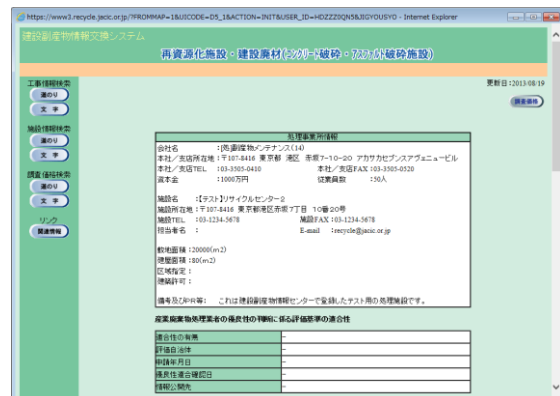 https://www3.recycle.jacic.or.jp/?FROMMAP=1&UICODE=D5_1&ACTION=INIT&USER_ID=HDZZZ0QN5&JIGYOUSYO - Internet Explorer
建設副産物情報交換システム
再資源化施設・建設廃材(コンクリート破砕・アスファルト破砕施設)
更新日:2013/08/19
調査価格
工事情報検索
道のり
文 字
施設情報検索
道のり
文 字
調査価格検索
道のり
文 字
リンク
関連情報
処理事業所情報
会社名 :[処]副産物メンテナンス(14)
本社/支店所在地:〒107-8416 東京都 港区 赤坂7-10-20 アカサカセブンスアヴェニュービル
本社/支店TEL :03-3505-0410 本社/支店FAX:03-3505-0520
資本金 :1000万円 従業員数 :50人
施設名 :【テスト】リサイクルセンター2
施設所在地:〒107-8416 東京都港区赤坂7丁目 10番20号
施設TEL :03-1234-5678 施設FAX:03-1234-5678
担当者名 : E-mail :recycle@jacic.or.jp
敷地面積:20000(m2)
建屋面積:80(m2)
区域指定:
建築許可:
備考及びPR等: これは建設副産物情報センターで登録したテスト用の処理施設です。
産業廃棄物処理業者の優良性の判断に係る評価基準の適合性
適合性の有無 -
評価自治体 -
申請年月日 -
優良性適合確認日 -
情報公開先 -